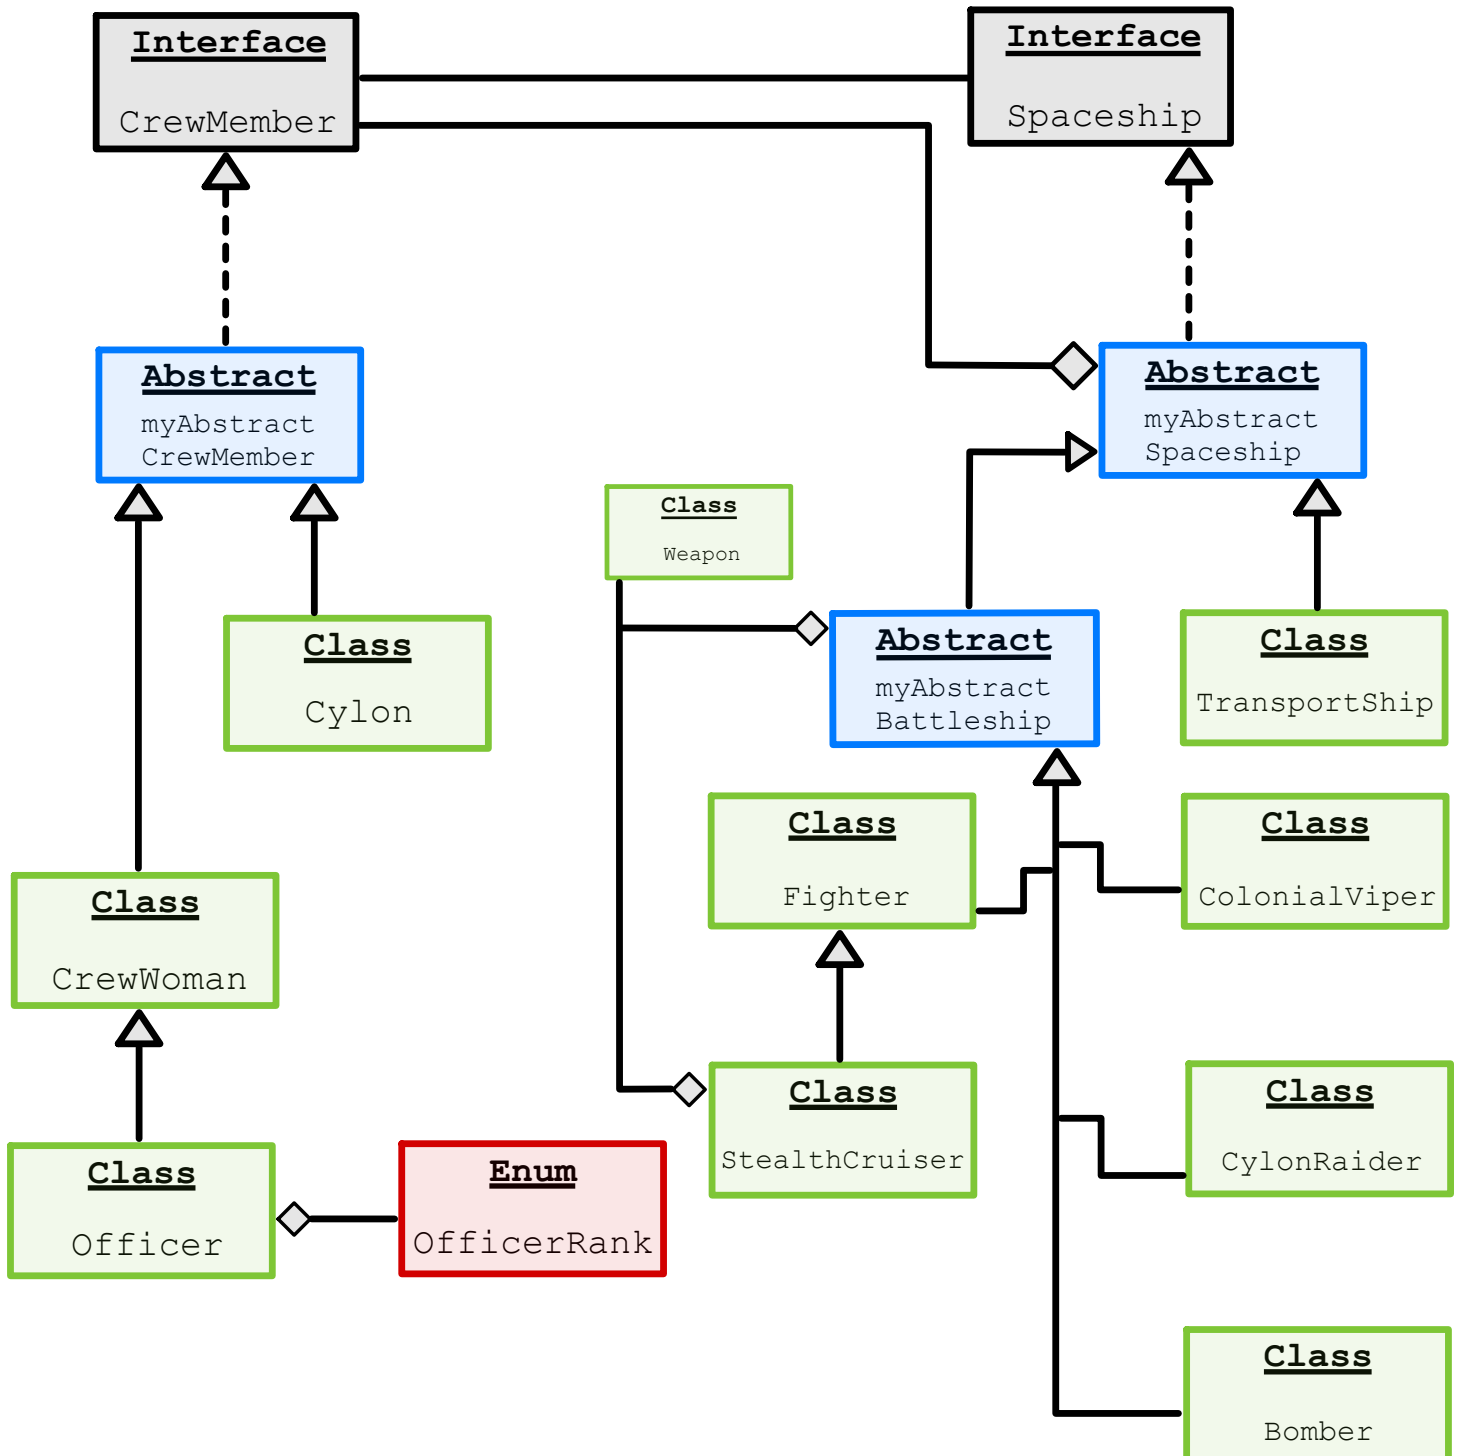 Interface
CrewMember
Interface
Spaceship
Abstract
myAbstract
CrewMember
Abstract
myAbstract
Spaceship
Class
Weapon
Class
Cylon
Abstract
myAbstract
Battleship
Class
TransportShip
Class
Fighter
Class
ColonialViper
Class
CrewWoman
Class
StealthCruiser
Class
CylonRaider
Class
Officer
Enum
OfficerRank
Class
Bomber